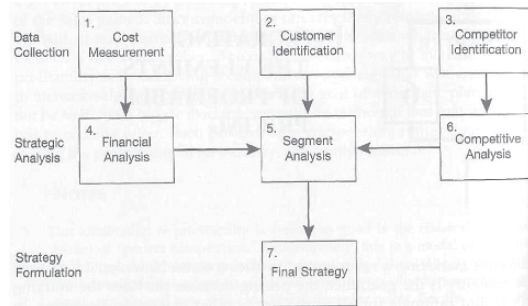 Data
Collection
1. Cost
Measurement
2. Customer
Identification
3. Competitor
Identification
Strategic
Analysis
4. Financial
Analysis
5. Segment
Analysis
6. Competitive
Analysis
Strategy
Formulation
7. Final Strategy